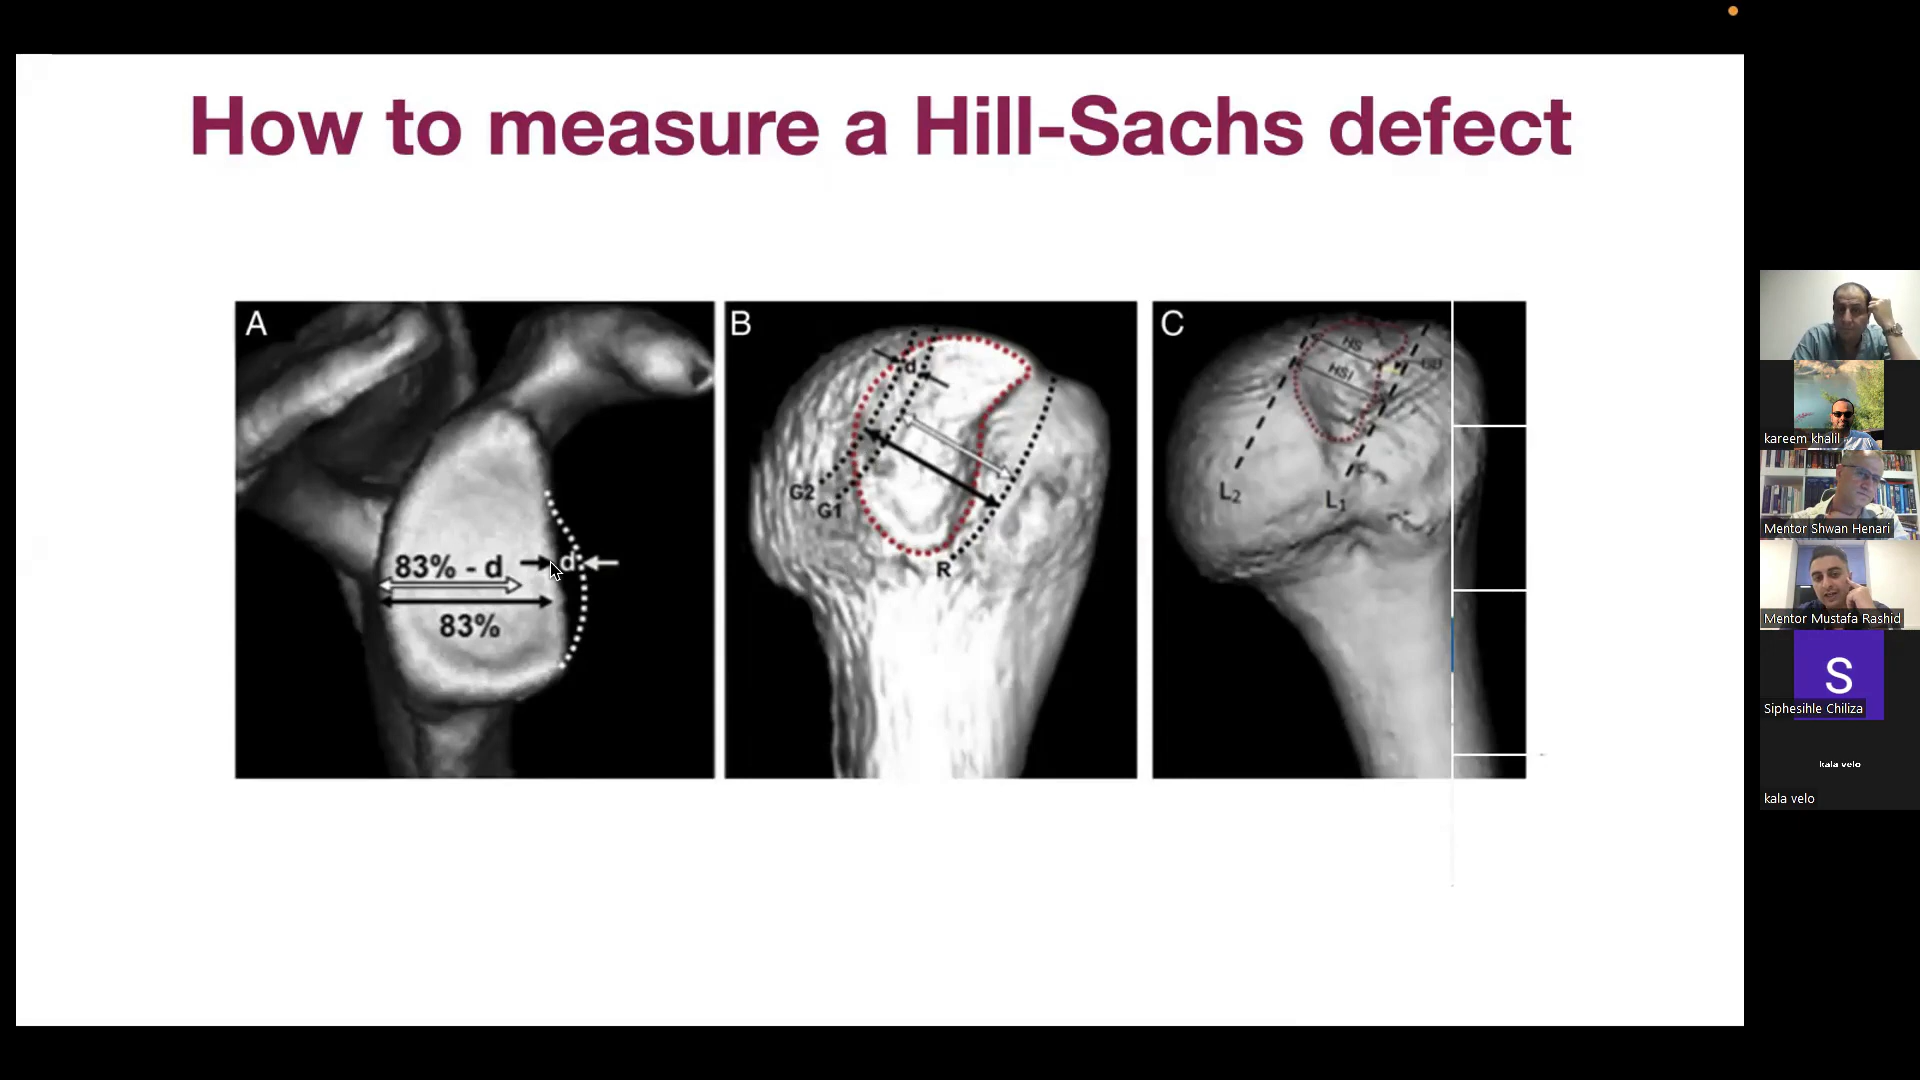 How to measure a Hill-Sachs defect
A
83% - d
d
83%
B
d
G2
G1
R
C
HS
HSI
GB
L2
L1
kareem khalil
Mentor Shwan Henari
Mentor Mustafa Rashid
S
Siphesihle Chiliza
kala velo
kala velo